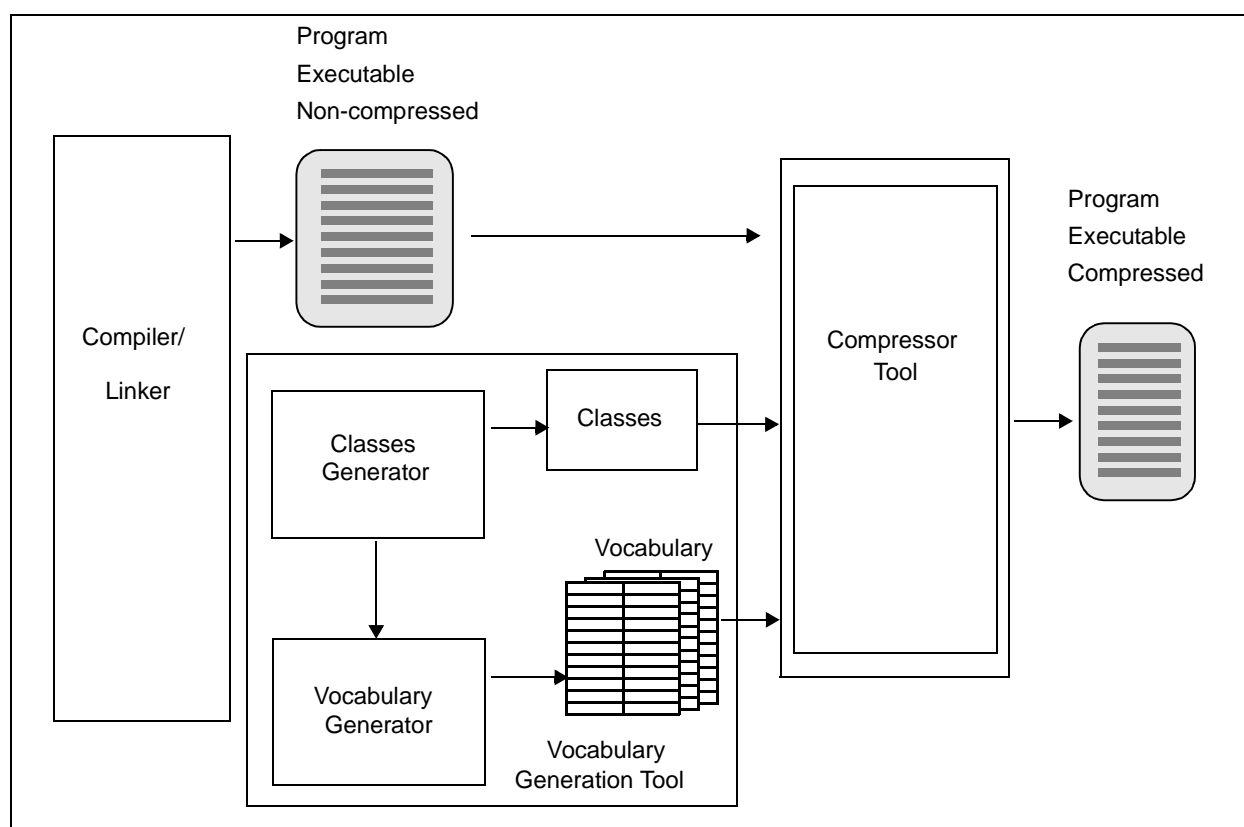 Program
Executable
Non-compressed
Program
Executable
Compressed
Compiler/
Linker
Compressor
Tool
Classes
Generator
Classes
Vocabulary
Vocabulary
Generator
Vocabulary
Generation Tool